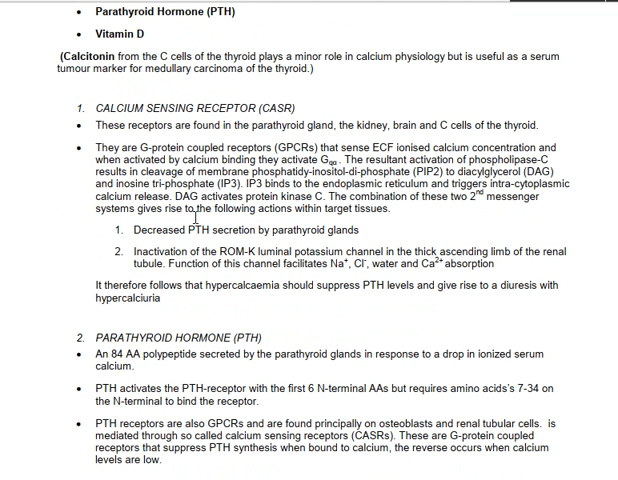 • Parathyroid Hormone (PTH)
• Vitamin D
(Calcitonin from the C cells of the thyroid plays a minor role in calcium physiology but is useful as a serum
tumour marker for medullary carcinoma of the thyroid.)
1. CALCIUM SENSING RECEPTOR (CASR)
• These receptors are found in the parathyroid gland, the kidney, brain and C cells of the thyroid.
• They are G-protein coupled receptors (GPCRs) that sense ECF ionised calcium concentration and
when activated by calcium binding they activate Gqα. The resultant activation of phospholipase-C
results in cleavage of membrane phosphatidy-inositol-di-phosphate (PIP2) to diacylglycerol (DAG)
and inosine tri-phosphate (IP3). IP3 binds to the endoplasmic reticulum and triggers intra-cytoplasmic
calcium release. DAG activates protein kinase C. The combination of these two 2nd messenger
systems gives rise to the following actions within target tissues.
1. Decreased PTH secretion by parathyroid glands
2. Inactivation of the ROM-K luminal potassium channel in the thick ascending limb of the renal
tubule. Function of this channel facilitates Na⁺, Cl⁻, water and Ca²⁺ absorption
It therefore follows that hypercalcaemia should suppress PTH levels and give rise to a diuresis with
hypercalciuria
2. PARATHYROID HORMONE (PTH)
• An 84 AA polypeptide secreted by the parathyroid glands in response to a drop in ionized serum
calcium.
• PTH activates the PTH-receptor with the first 6 N-terminal AAs but requires amino acids's 7-34 on
the N-terminal to bind the receptor.
• PTH receptors are also GPCRs and are found principally on osteoblasts and renal tubular cells. is
mediated through so called calcium sensing receptors (CASRs). These are G-protein coupled
receptors that suppress PTH synthesis when bound to calcium, the reverse occurs when calcium
levels are low.